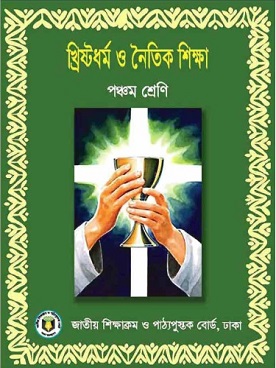 খ্রিস্টধর্ম ও নৈতিক শিক্ষা
পঞ্চম শ্রেণি
জাতীয় শিক্ষাক্রম ও পাঠ্যপুস্তক বোর্ড, ঢাকা